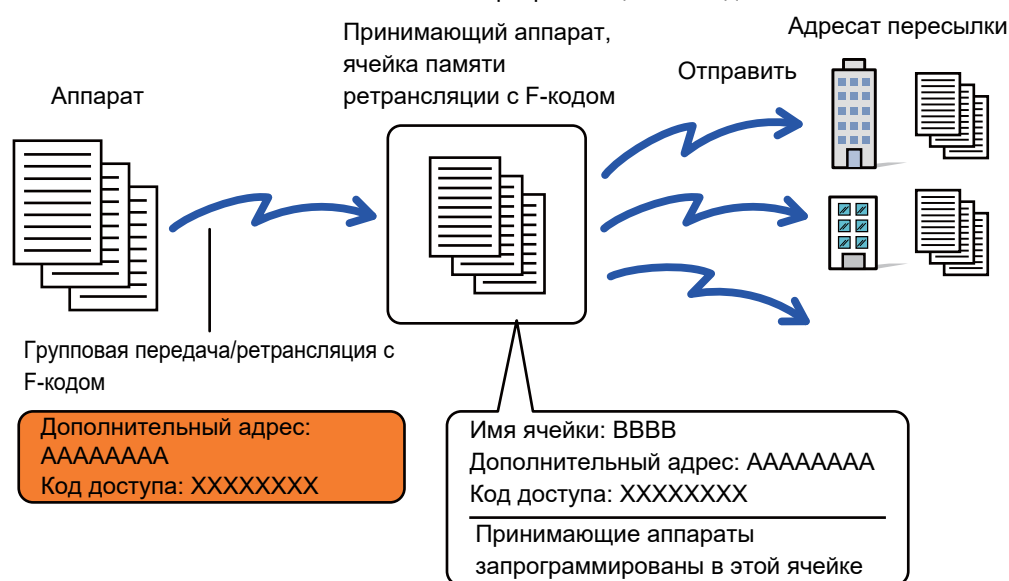 Адресат пересылки
Принимающий аппарат,
ячейка памяти
ретрансляции с F-кодом
Отправить
Аппарат
Групповая передача/ретрансляция с
F-кодом
Дополнительный адрес:
AAAAAAAA
Код доступа: XXXXXXXX
Имя ячейки: BBBB
Дополнительный адрес: AAAAAAAA
Код доступа: XXXXXXXX
Принимающие аппараты
запрограммированы в этой ячейке